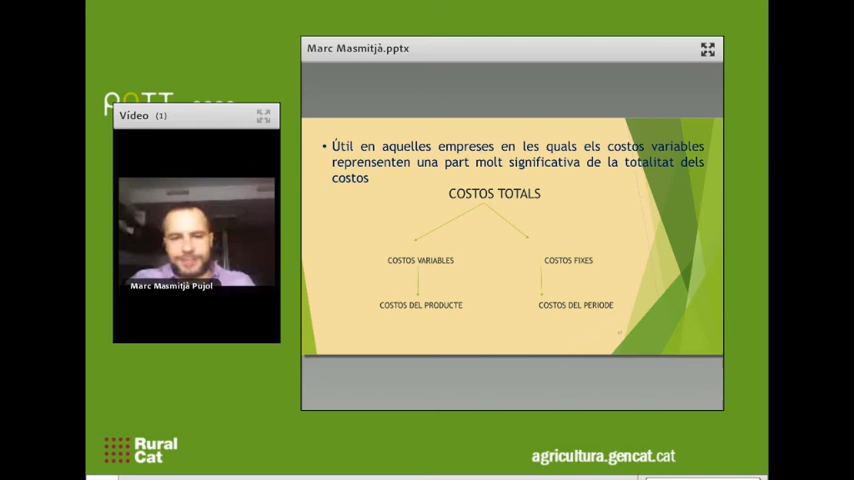 Marc Masmitjà.pptx
Vídeo (1)
Marc Masmitjà Pujol
• Útil en aquelles empreses en les quals els costos variables
reprensenten una part molt significativa de la totalitat dels
costos
COSTOS TOTALS
COSTOS VARIABLES
COSTOS FIXES
COSTOS DEL PRODUCTE
COSTOS DEL PERIODE
Rural
Cat
agricultura.gencat.cat